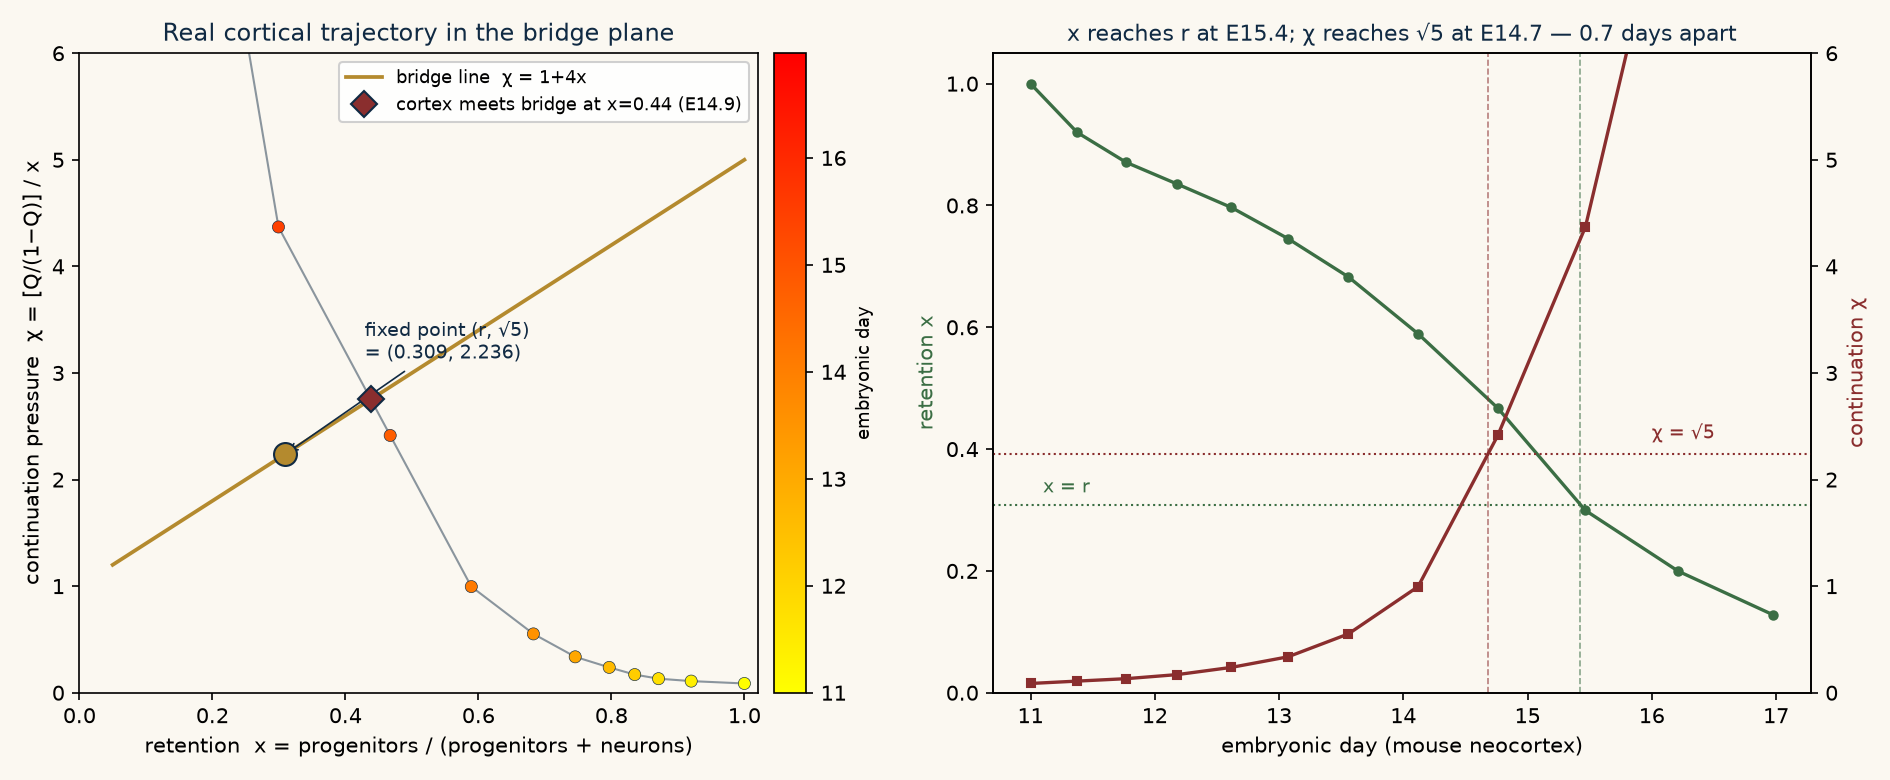 Real cortical trajectory in the bridge plane
6
5
4
3
2
1
0
continuation pressure  χ = [Q/(1−Q)] / x
bridge line  χ = 1+4x
cortex meets bridge at x=0.44 (E14.9)
fixed point (r, √5)
= (0.309, 2.236)
0.0 0.2 0.4 0.6 0.8 1.0
retention  x = progenitors / (progenitors + neurons)
16
15
14
13
12
11
embryonic day
x reaches r at E15.4; χ reaches √5 at E14.7 — 0.7 days apart
1.0
0.8
0.6
0.4
0.2
0.0
retention x
χ = √5
x = r
6
5
4
3
2
1
0
continuation χ
11 12 13 14 15 16 17
embryonic day (mouse neocortex)